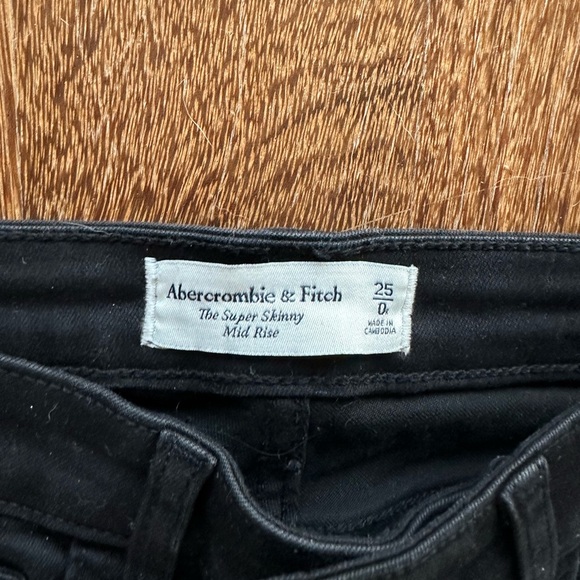 Abercrombie & Fitch
The Super Skinny
Mid Rise
25
0
MADE IN
CAMBODIA